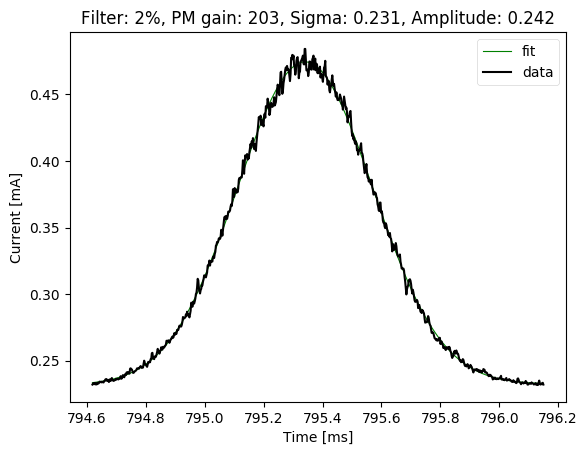 Filter: 2%, PM gain: 203, Sigma: 0.231, Amplitude: 0.242
fit
data
0.45
0.40
0.35
0.30
0.25
Current [mA]
794.6 794.8 795.0 795.2 795.4 795.6 795.8 796.0 796.2
Time [ms]